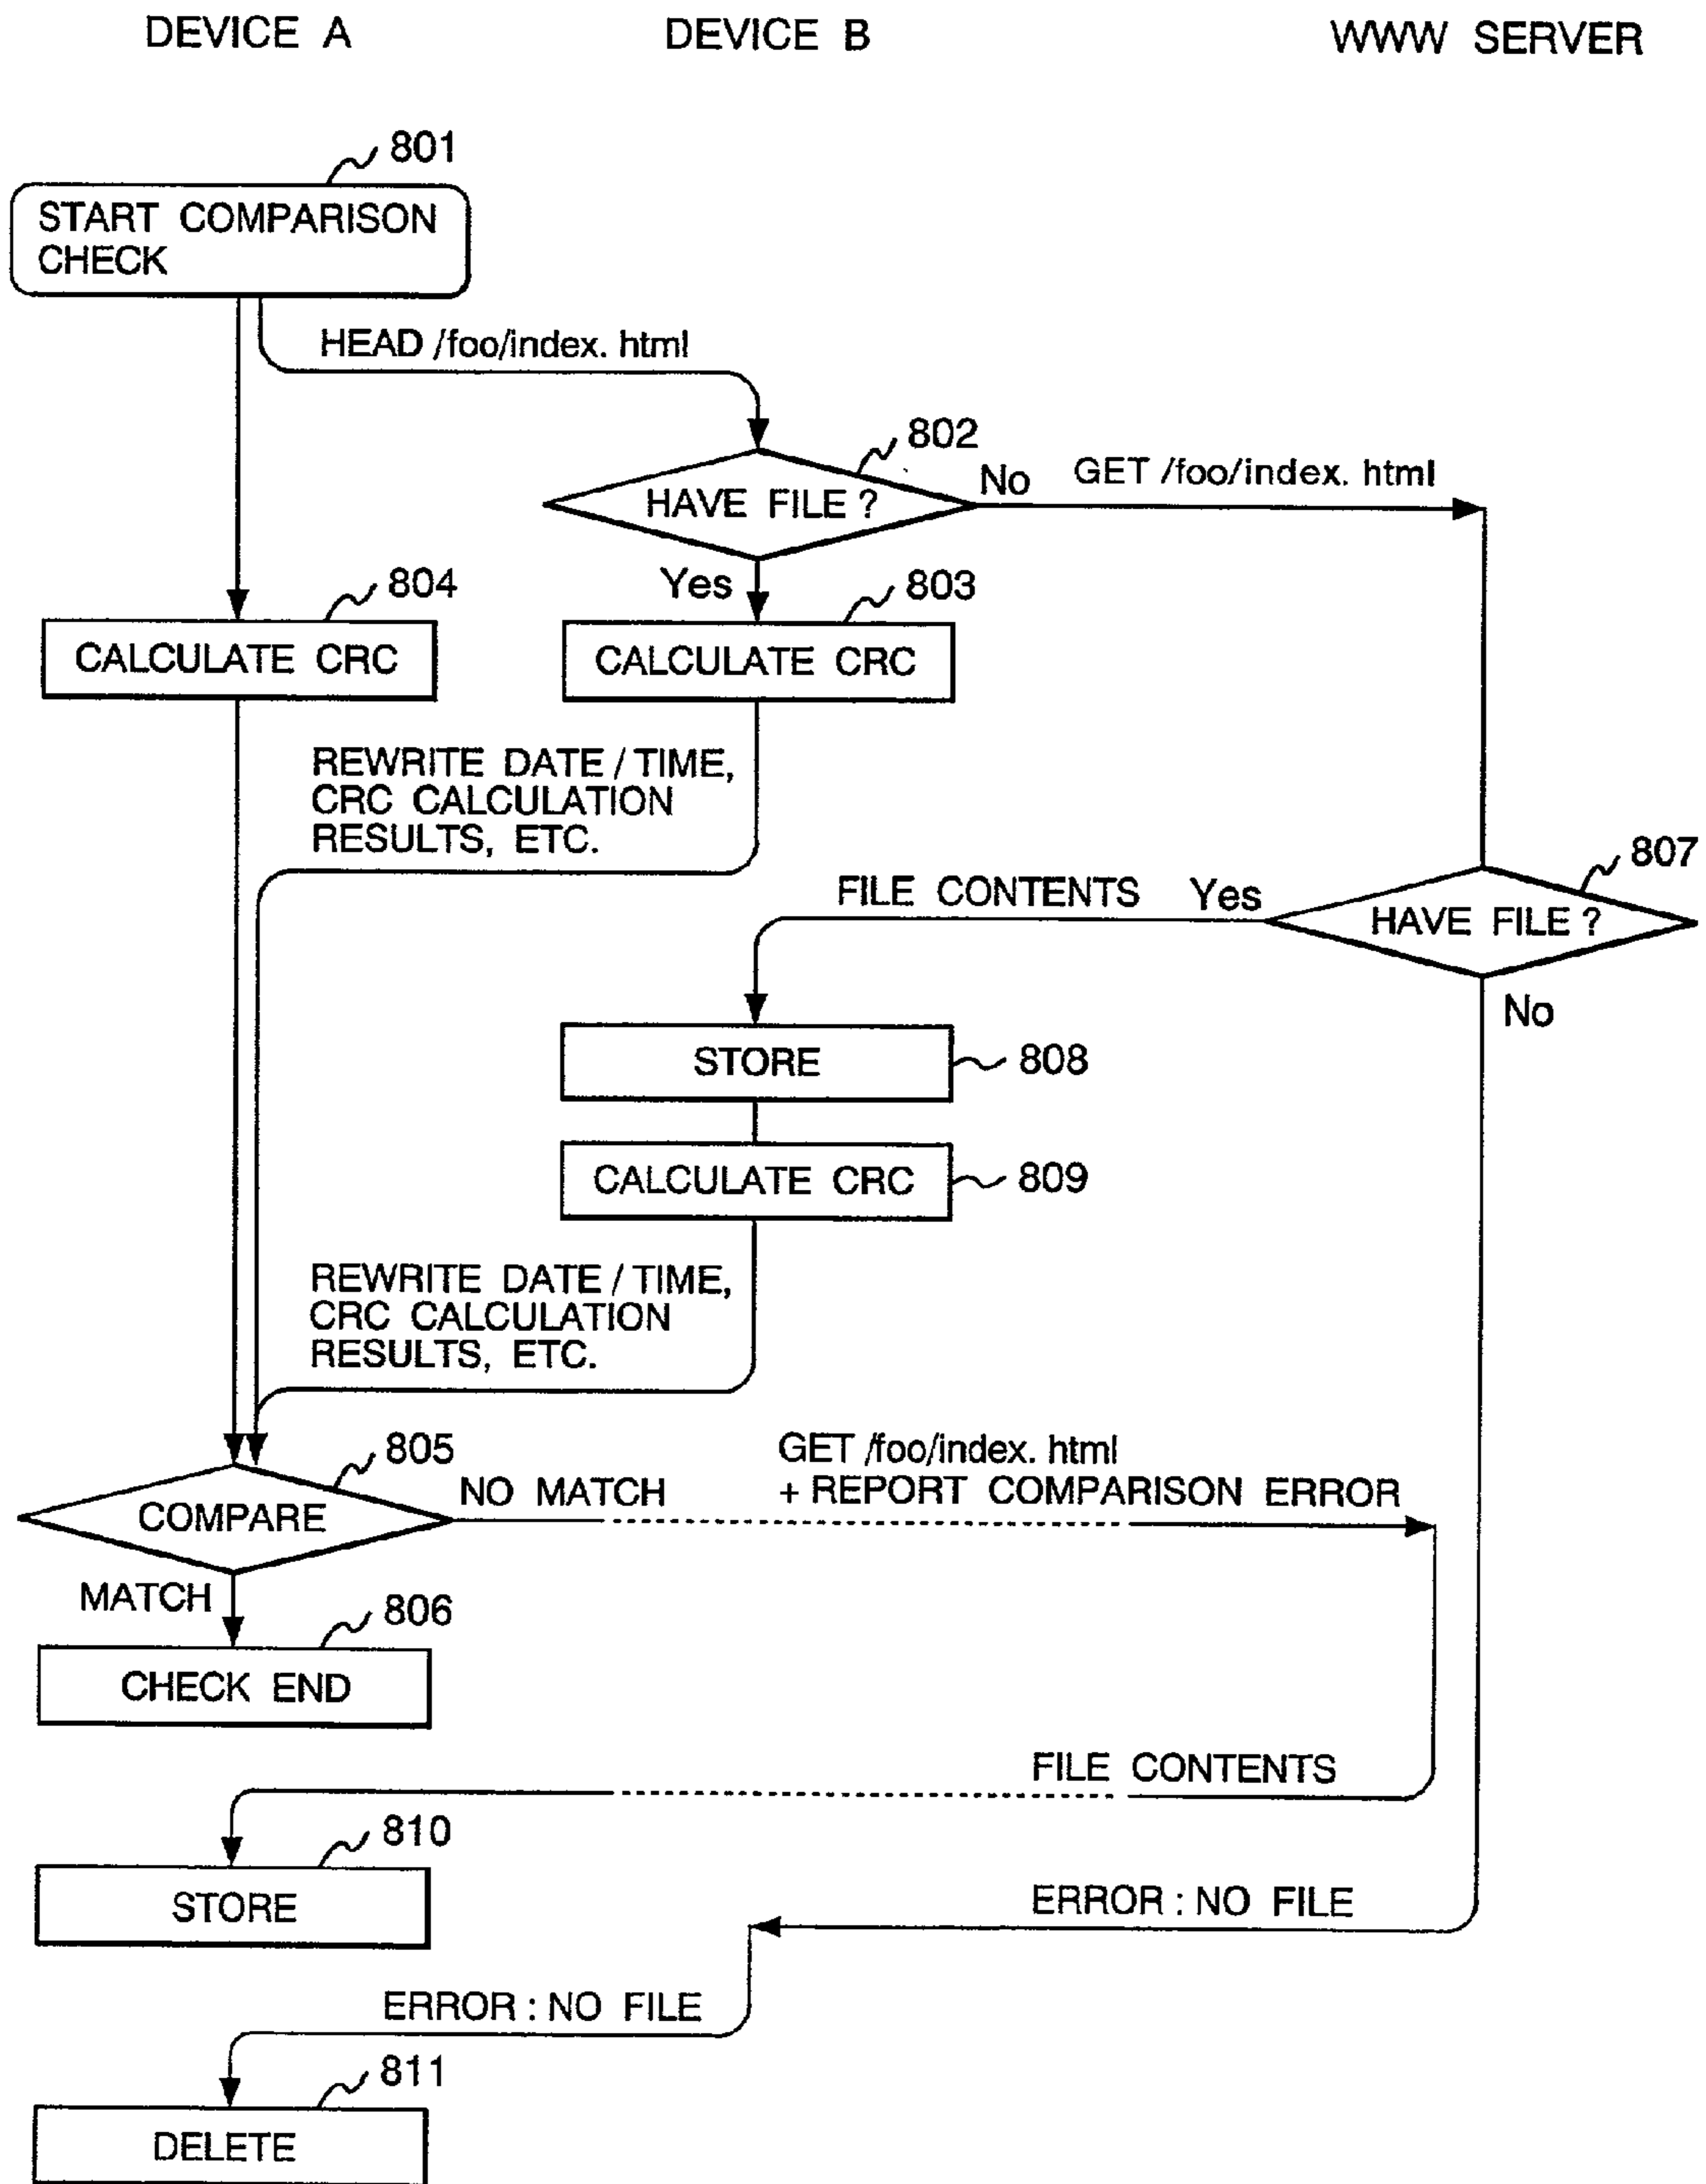 DEVICE A
DEVICE B
WWW SERVER
801
START COMPARISON
CHECK
HEAD /foo/index. html
802
HAVE FILE ?
No
GET /foo/index. html
Yes
804
803
CALCULATE CRC
CALCULATE CRC
REWRITE DATE / TIME,
CRC CALCULATION
RESULTS, ETC.
807
FILE CONTENTS
Yes
HAVE FILE ?
No
STORE
808
CALCULATE CRC
809
REWRITE DATE / TIME,
CRC CALCULATION
RESULTS, ETC.
805
COMPARE
NO MATCH
GET /foo/index. html
+ REPORT COMPARISON ERROR
MATCH
806
CHECK END
FILE CONTENTS
810
STORE
ERROR : NO FILE
ERROR : NO FILE
811
DELETE